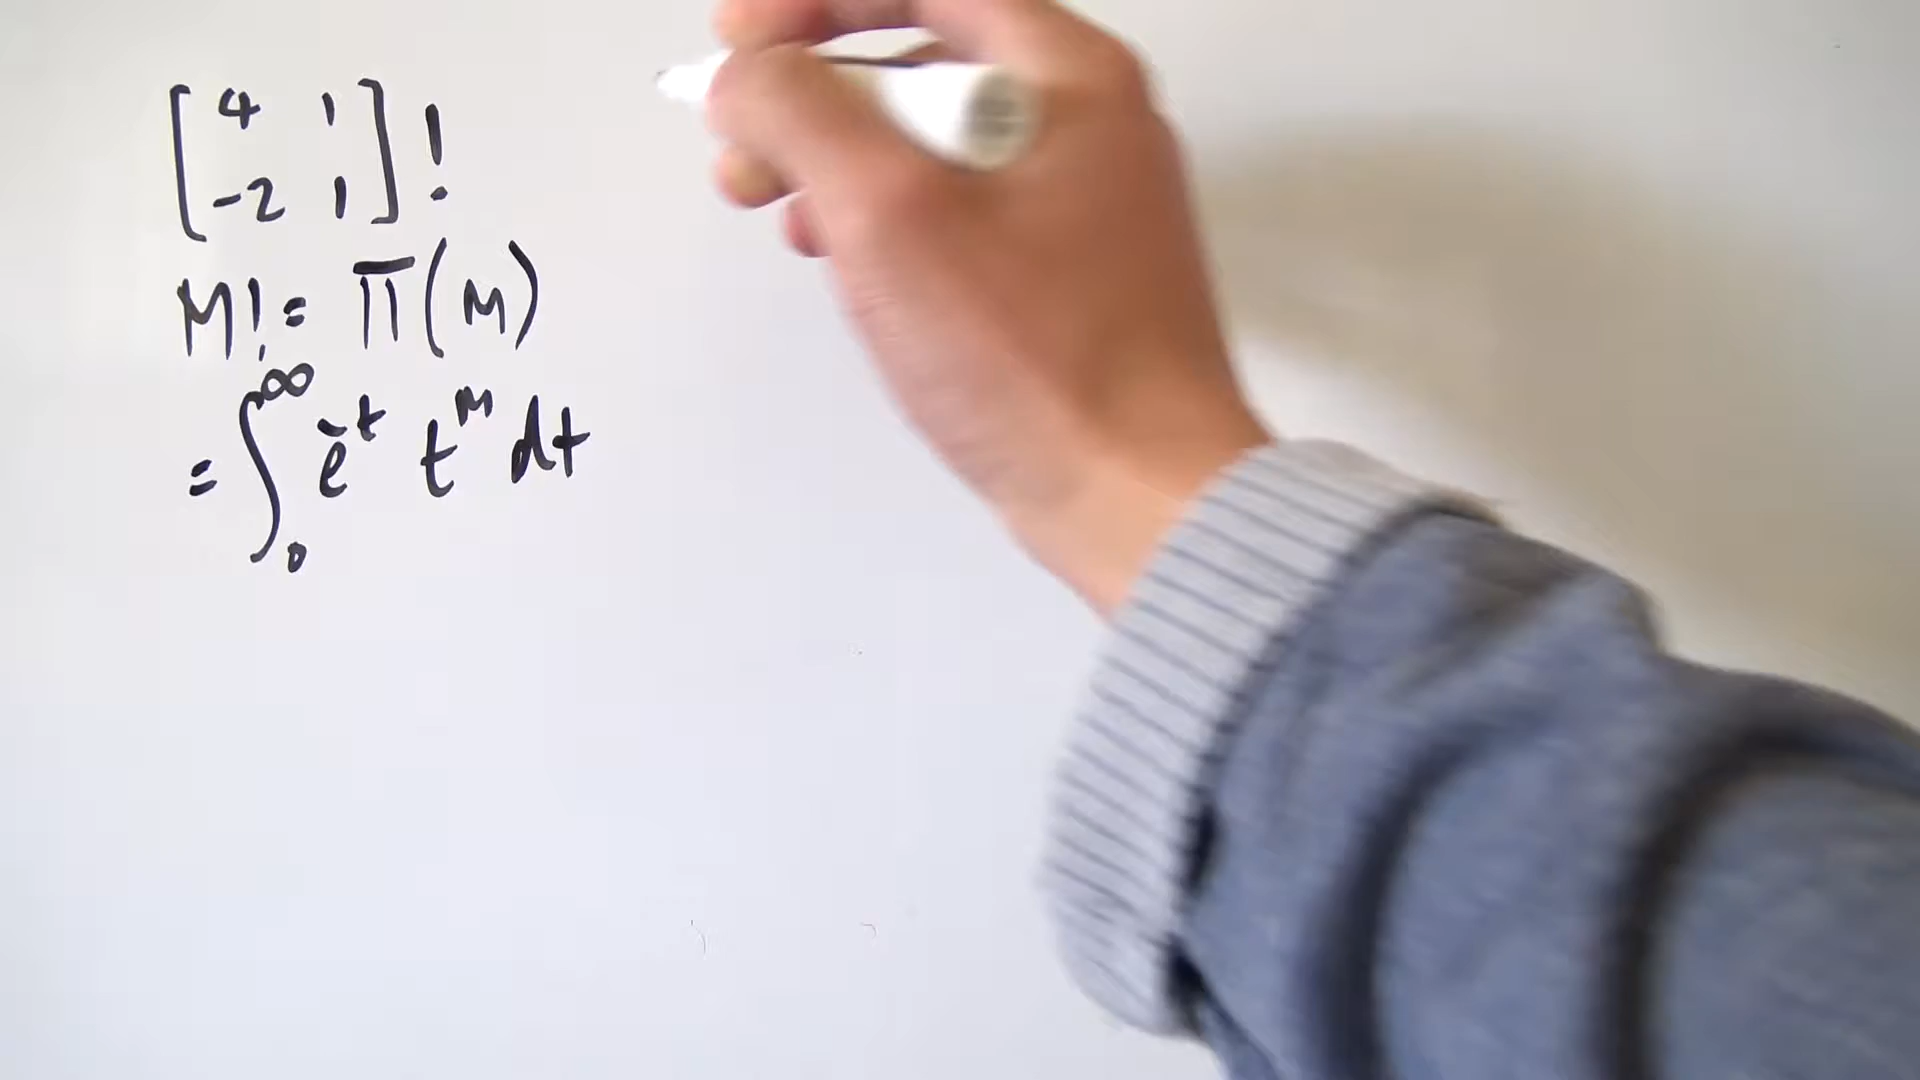 [4 1
-2 1]!
M! = Π(M)
= ∫₀^∞ e^-t t^M dt